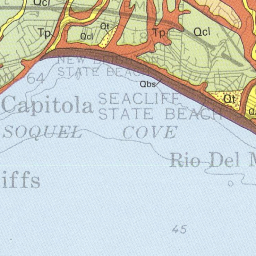 Qcl
Qt
Tp
Qcl
Tp
Qcl
64
NEW
STATE BEACH
Qbs
Capitola
SEACLIFF
STATE BEACH
Qt
SOQUEL COVE
Rio Del M
iffs
45